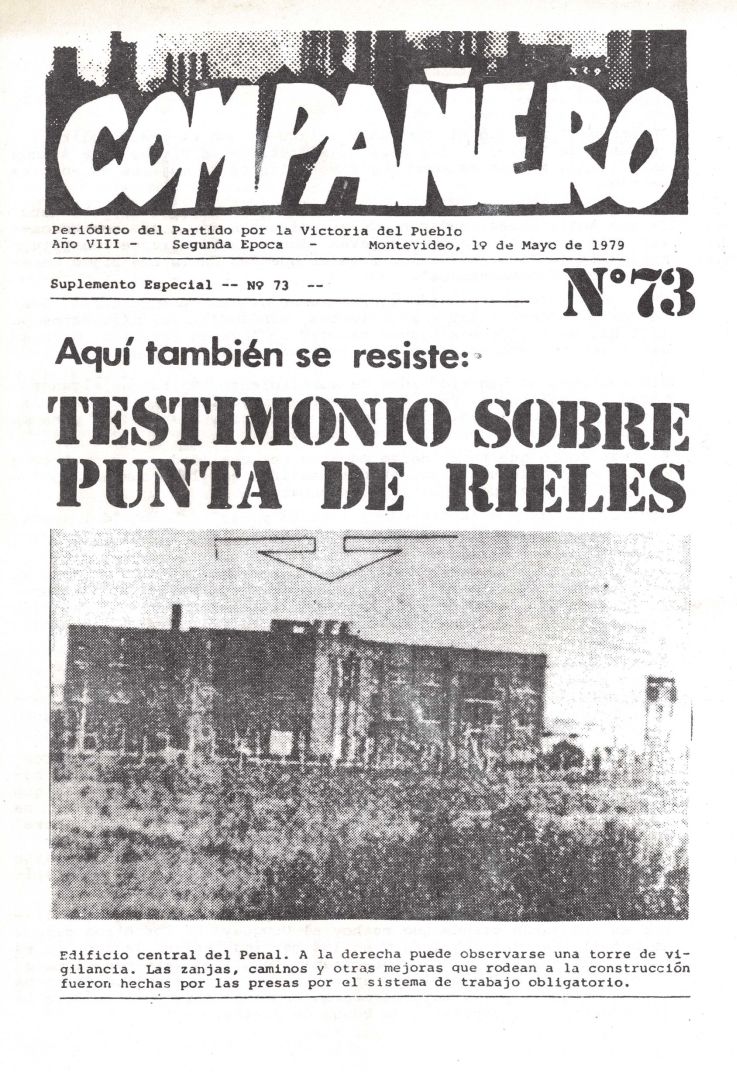 COMPAÑERO
Periódico del Partido por la Victoria del Pueblo
Año VIII - Segunda Epoca - Montevideo, 1º de Mayc de 1979
Suplemento Especial -- Nº 73 --
Nº 73
Aquí también se resiste:
TESTIMONIO SOBRE
PUNTA DE RIELES
Edificio central del Penal. A la derecha puede observarse una torre de vi-
gilancia. Las zanjas, caminos y otras mejoras que rodean a la construcción
fueron hechas por las presas por el sistema de trabajo obligatorio.